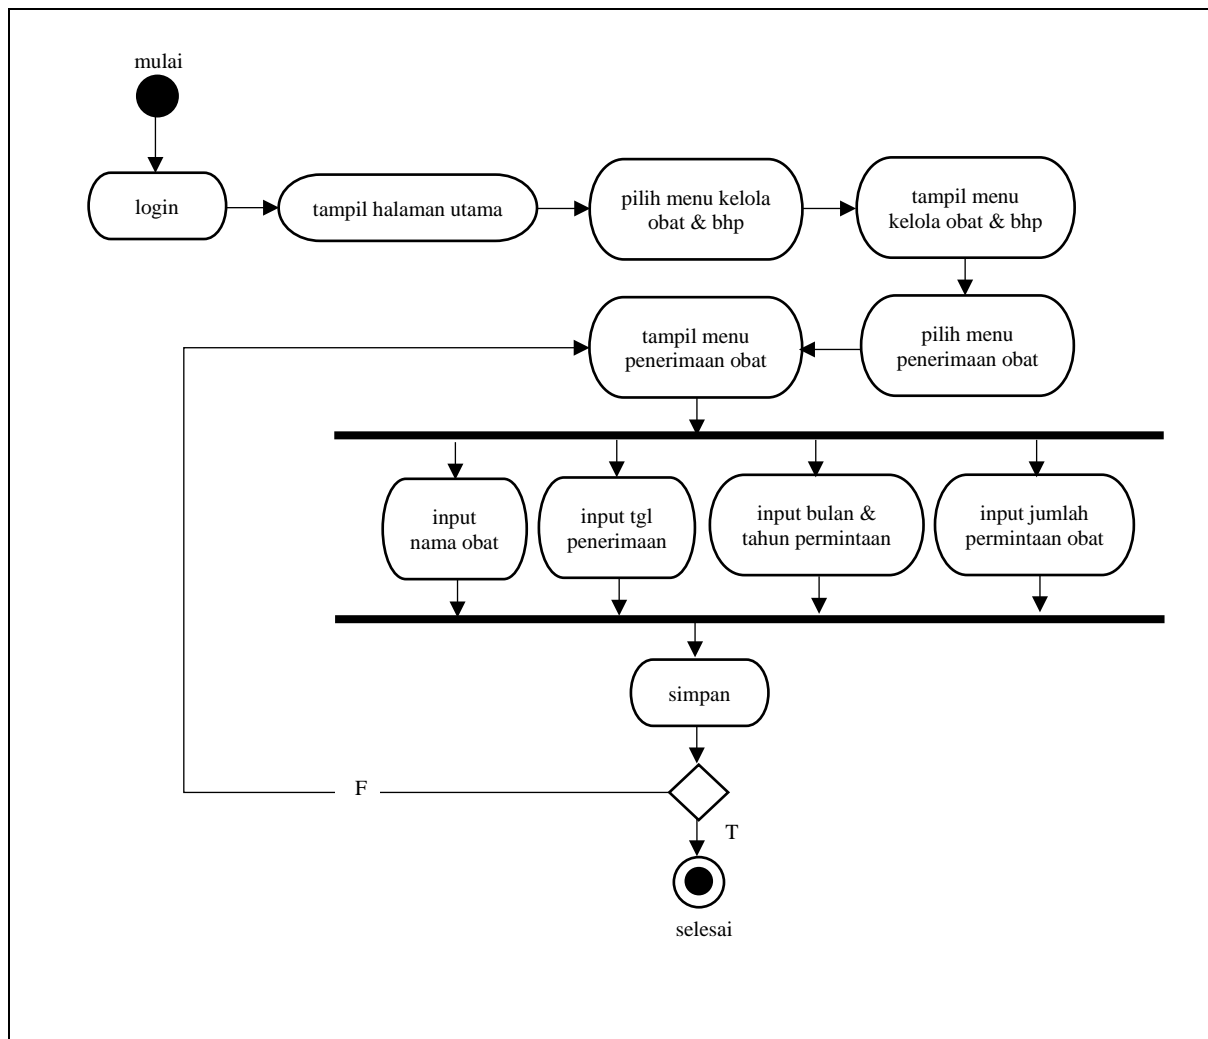 mulai
login
tampil halaman utama
pilih menu kelola
obat & bhp
tampil menu
kelola obat & bhp
tampil menu
penerimaan obat
pilih menu
penerimaan obat
input
nama obat
input tgl
penerimaan
input bulan &
tahun permintaan
input jumlah
permintaan obat
simpan
F
T
selesai